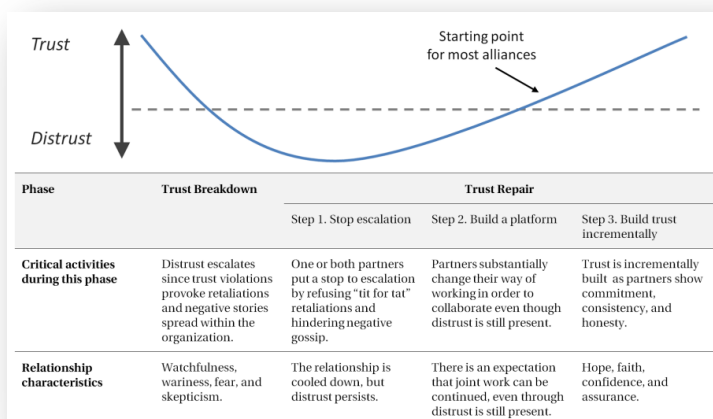 Trust
Starting point
for most alliances
Distrust
Phase
Trust Breakdown
Trust Repair
Step 1. Stop escalation
Step 2. Build a platform
Step 3. Build trust
incrementally
Critical activities
during this phase
Distrust escalates
since trust violations
provoke retaliations
and negative stories
spread within the
organization.
One or both partners
put a stop to escalation
by refusing “tit for tat”
retaliations and
hindering negative
gossip.
Partners substantially
change their way of
working in order to
collaborate even though
distrust is still present.
Trust is incrementally
built as partners show
commitment,
consistency, and
honesty.
Relationship
characteristics
Watchfulness,
wariness, fear, and
skepticism.
The relationship is
cooled down, but
distrust persists.
There is an expectation
that joint work can be
continued, even through
distrust is still present.
Hope, faith,
confidence, and
assurance.